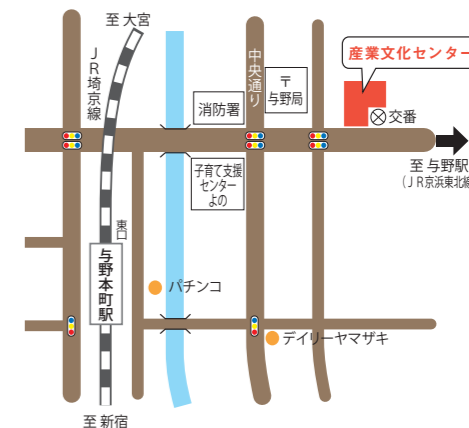 至 大宮
JR埼京線
中央通り
〒
与野局
産業文化センター
消防署
交番
至 与野駅
(JR京浜東北線
子育て支援
センター
よの
東口
与野本町駅
パチンコ
デイリーヤマザキ
至 新宿